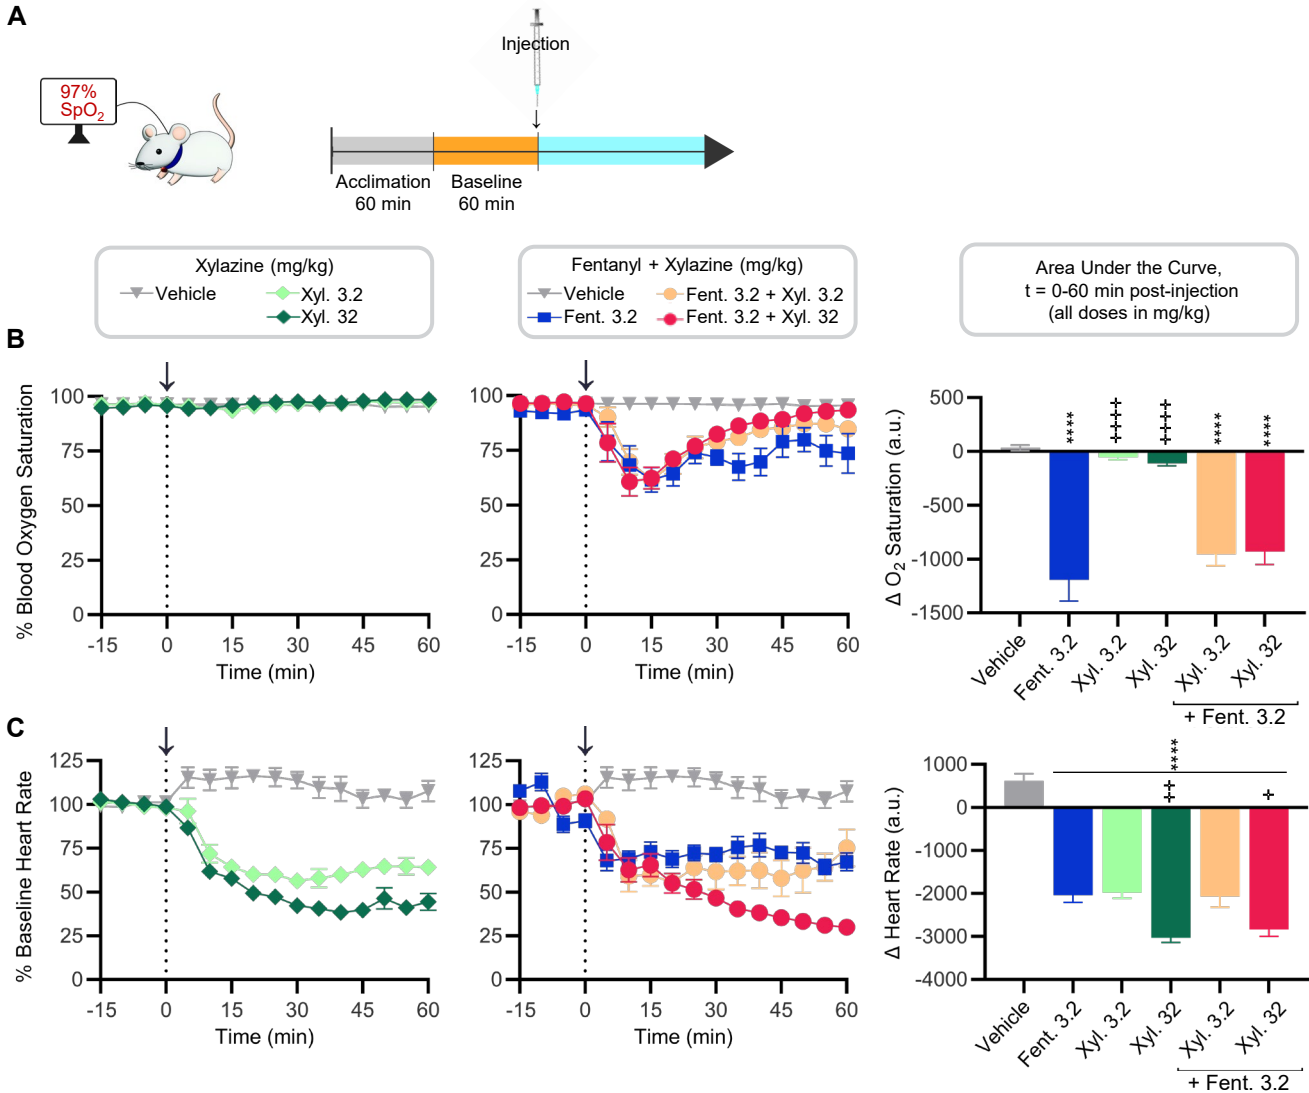 A
97%
SpO2
Injection
Acclimation
60 min
Baseline
60 min
Xylazine (mg/kg)
Vehicle
Xyl. 3.2
Xyl. 32
Fentanyl + Xylazine (mg/kg)
Vehicle
Fent. 3.2 + Xyl. 3.2
Fent. 3.2
Fent. 3.2 + Xyl. 32
Area Under the Curve,
t = 0-60 min post-injection
(all doses in mg/kg)
B
% Blood Oxygen Saturation
100
75
50
25
0
-15 0 15 30 45 60
Time (min)
100
75
50
25
0
-15 0 15 30 45 60
Time (min)
Δ O2 Saturation (a.u.)
500
0
-500
-1000
-1500
**** ++++ ++++ **** ****
Vehicle
Fent. 3.2
Xyl. 3.2
Xyl. 32
Xyl. 3.2
Xyl. 32
+ Fent. 3.2
C
% Baseline Heart Rate
125
100
75
50
25
0
-15 0 15 30 45 60
Time (min)
125
100
75
50
25
0
-15 0 15 30 45 60
Time (min)
Δ Heart Rate (a.u.)
1000
0
-1000
-2000
-3000
-4000
****
++ +
Vehicle
Fent. 3.2
Xyl. 3.2
Xyl. 32
Xyl. 3.2
Xyl. 32
+ Fent. 3.2